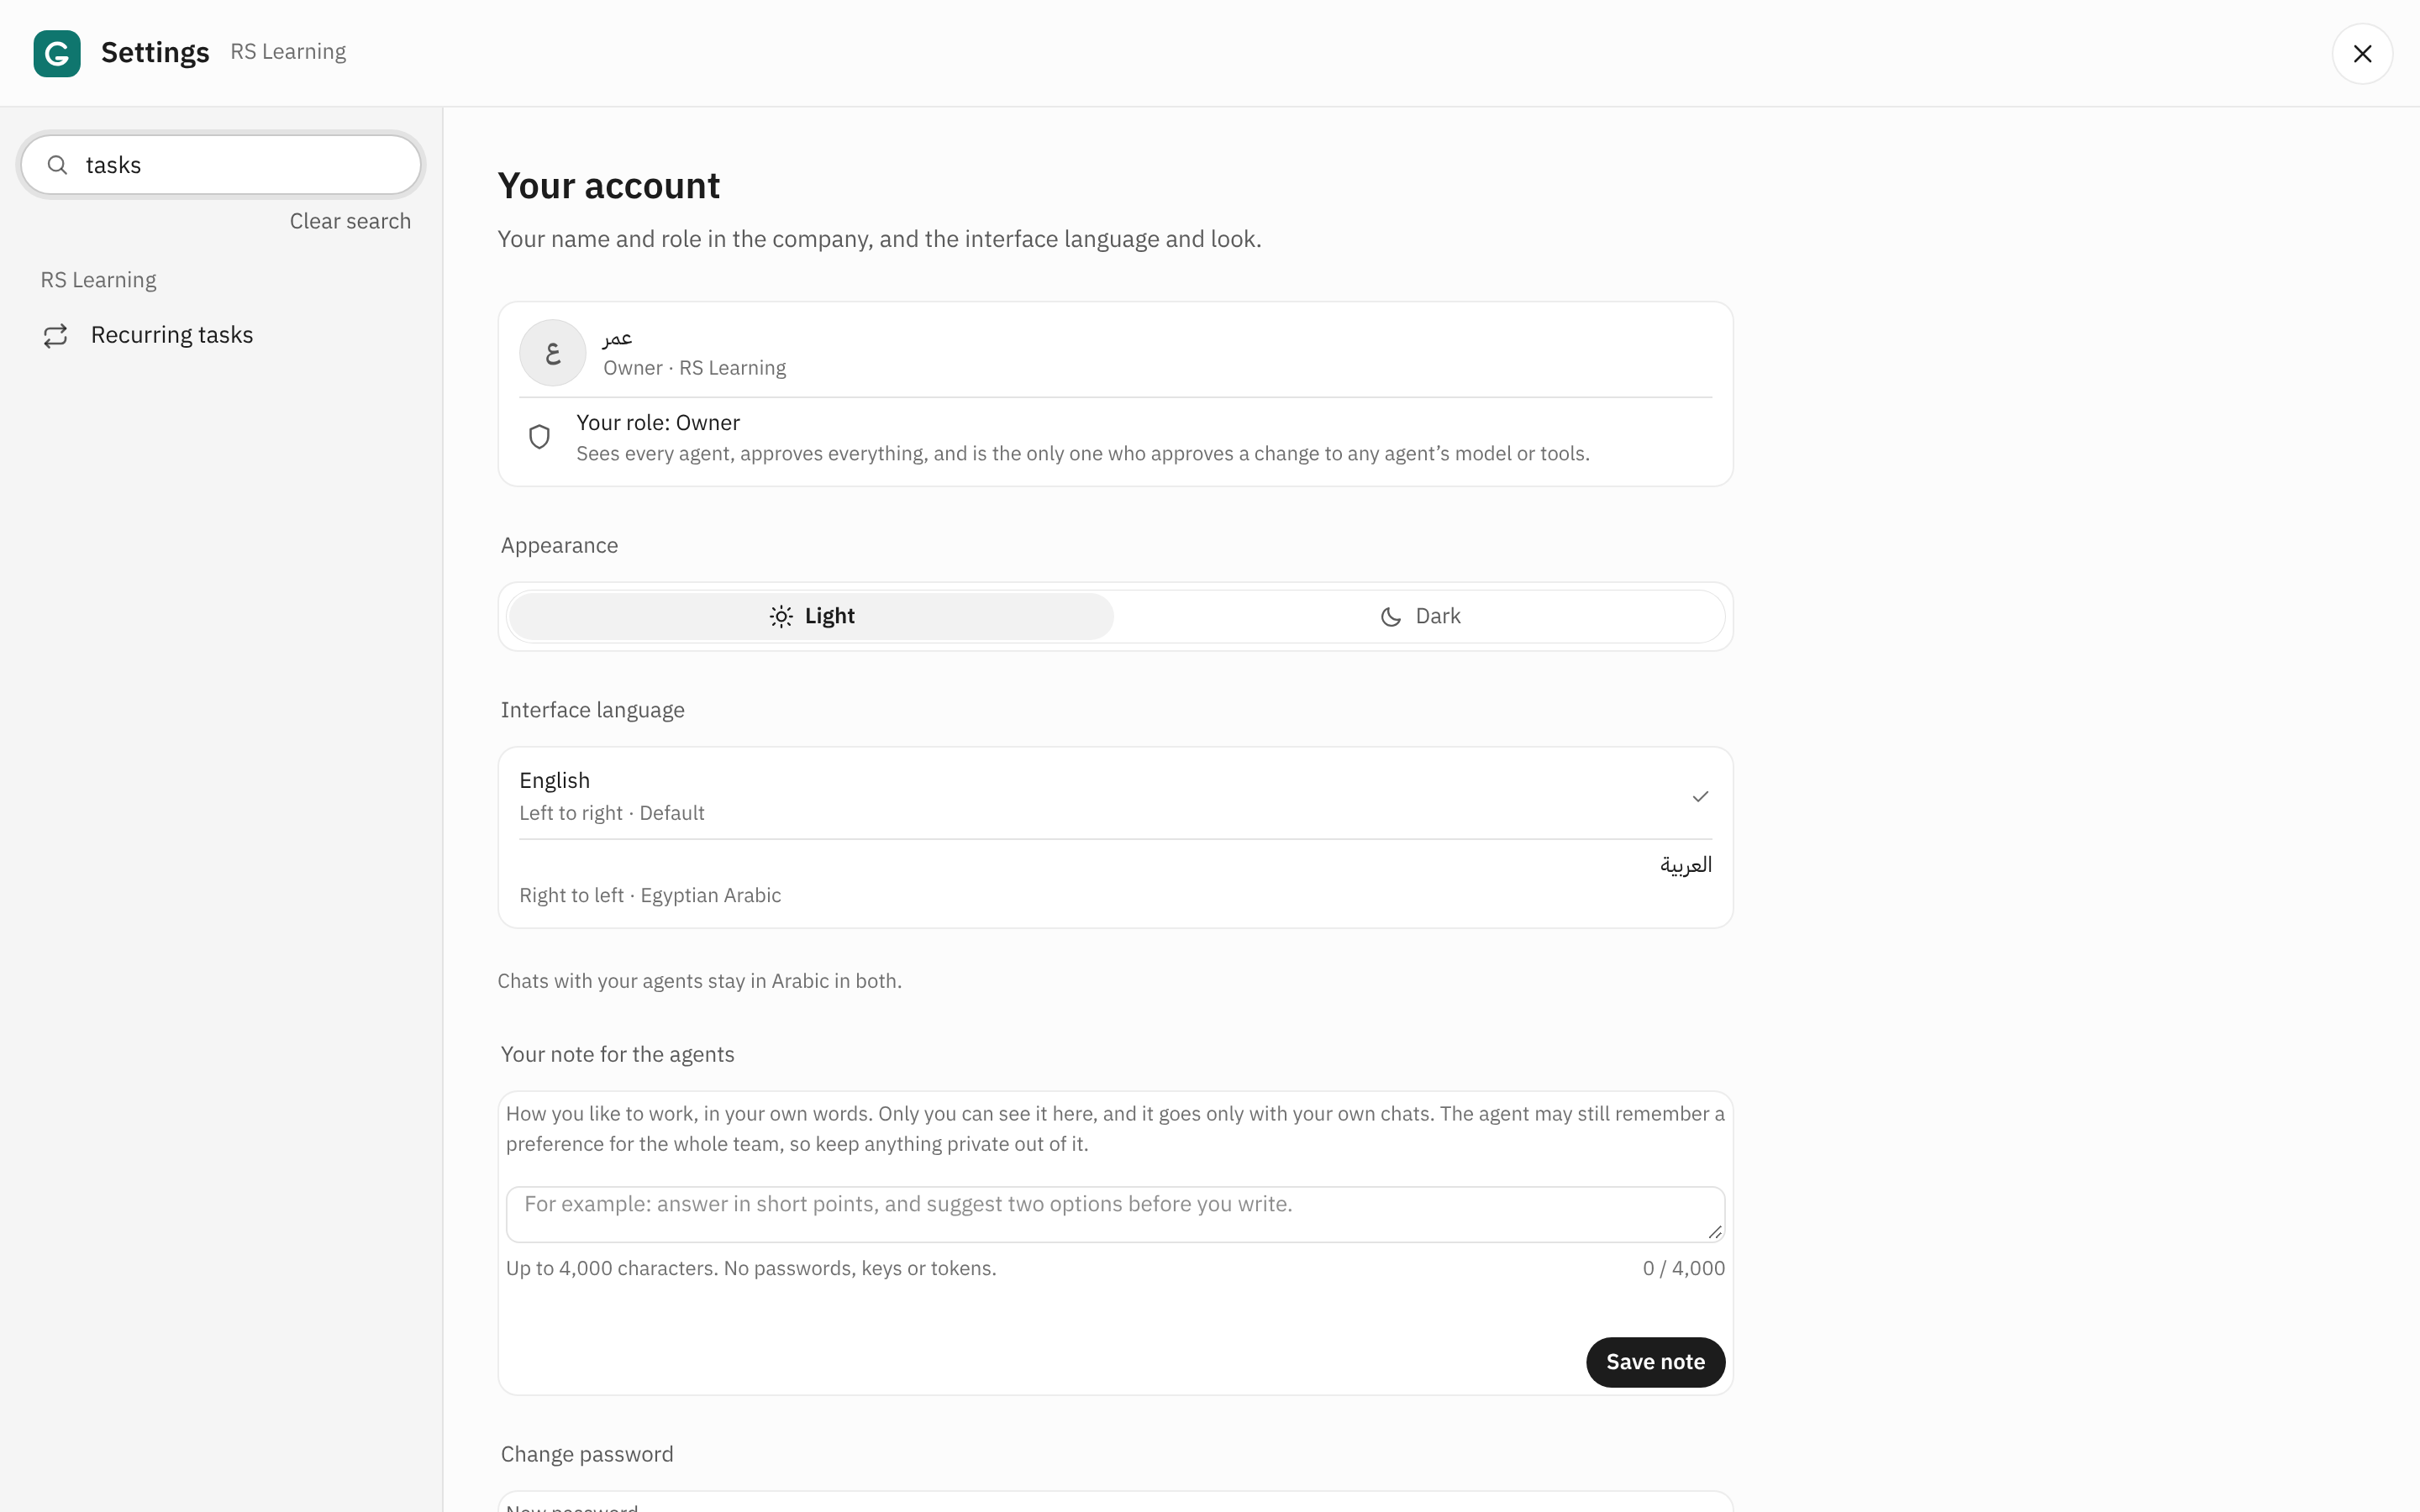 Settings RS Learning
tasks
Clear search
RS Learning
Recurring tasks
Your account
Your name and role in the company, and the interface language and look.
ع
عمر
Owner · RS Learning
Your role: Owner
Sees every agent, approves everything, and is the only one who approves a change to any agent’s model or tools.
Appearance
Light
Dark
Interface language
English
Left to right · Default
العربية
Right to left · Egyptian Arabic
Chats with your agents stay in Arabic in both.
Your note for the agents
How you like to work, in your own words. Only you can see it here, and it goes only with your own chats. The agent may still remember a
preference for the whole team, so keep anything private out of it.
For example: answer in short points, and suggest two options before you write.
Up to 4,000 characters. No passwords, keys or tokens.
0 / 4,000
Save note
Change password
New password